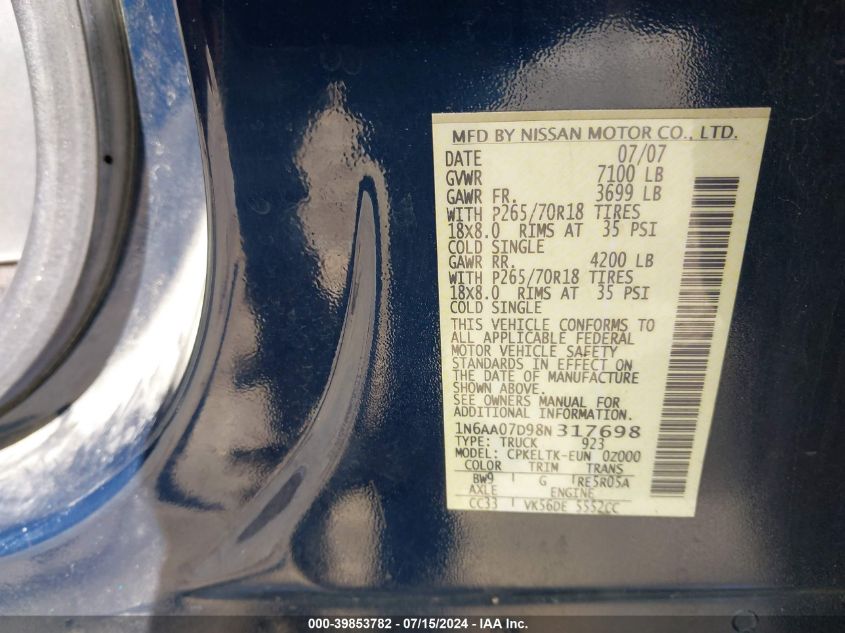 MFD BY NISSAN MOTOR CO., LTD.
DATE 07/07
GVWR 7100 LB
GAWR FR. 3699 LB
WITH P265/70R18 TIRES
18X8.0 RIMS AT 35 PSI
COLD SINGLE
GAWR RR. 4200 LB
WITH P265/70R18 TIRES
18X8.0 RIMS AT 35 PSI
COLD SINGLE
THIS VEHICLE CONFORMS TO
ALL APPLICABLE FEDERAL
MOTOR VEHICLE SAFETY
STANDARDS IN EFFECT ON
THE DATE OF MANUFACTURE
SHOWN ABOVE.
SEE OWNERS MANUAL FOR
ADDITIONAL INFORMATION.
1N6AA07D98N317698
TYPE: TRUCK 923
MODEL: CPKELTK-EUN 0Z000
COLOR TRIM TRANS
BW9 G RE5R05A
AXLE ENGINE
CC33 VK56DE 5552CC
000-39853782 - 07/15/2024 - IAA Inc.